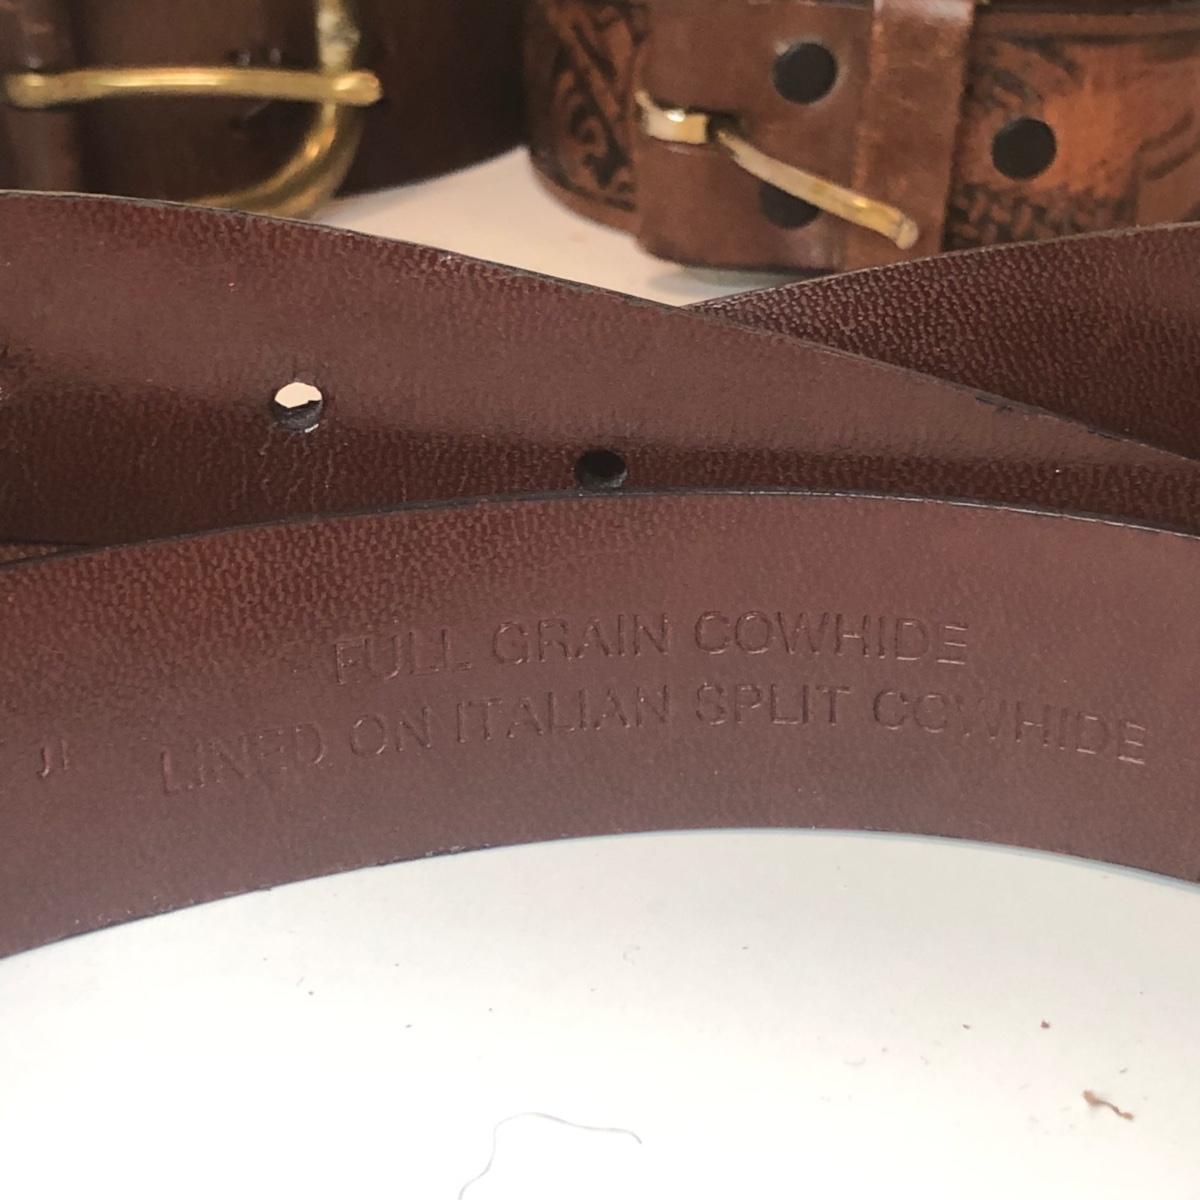 FULL GRAIN COWHIDE
LINED ON ITALIAN SPLIT COWHIDE